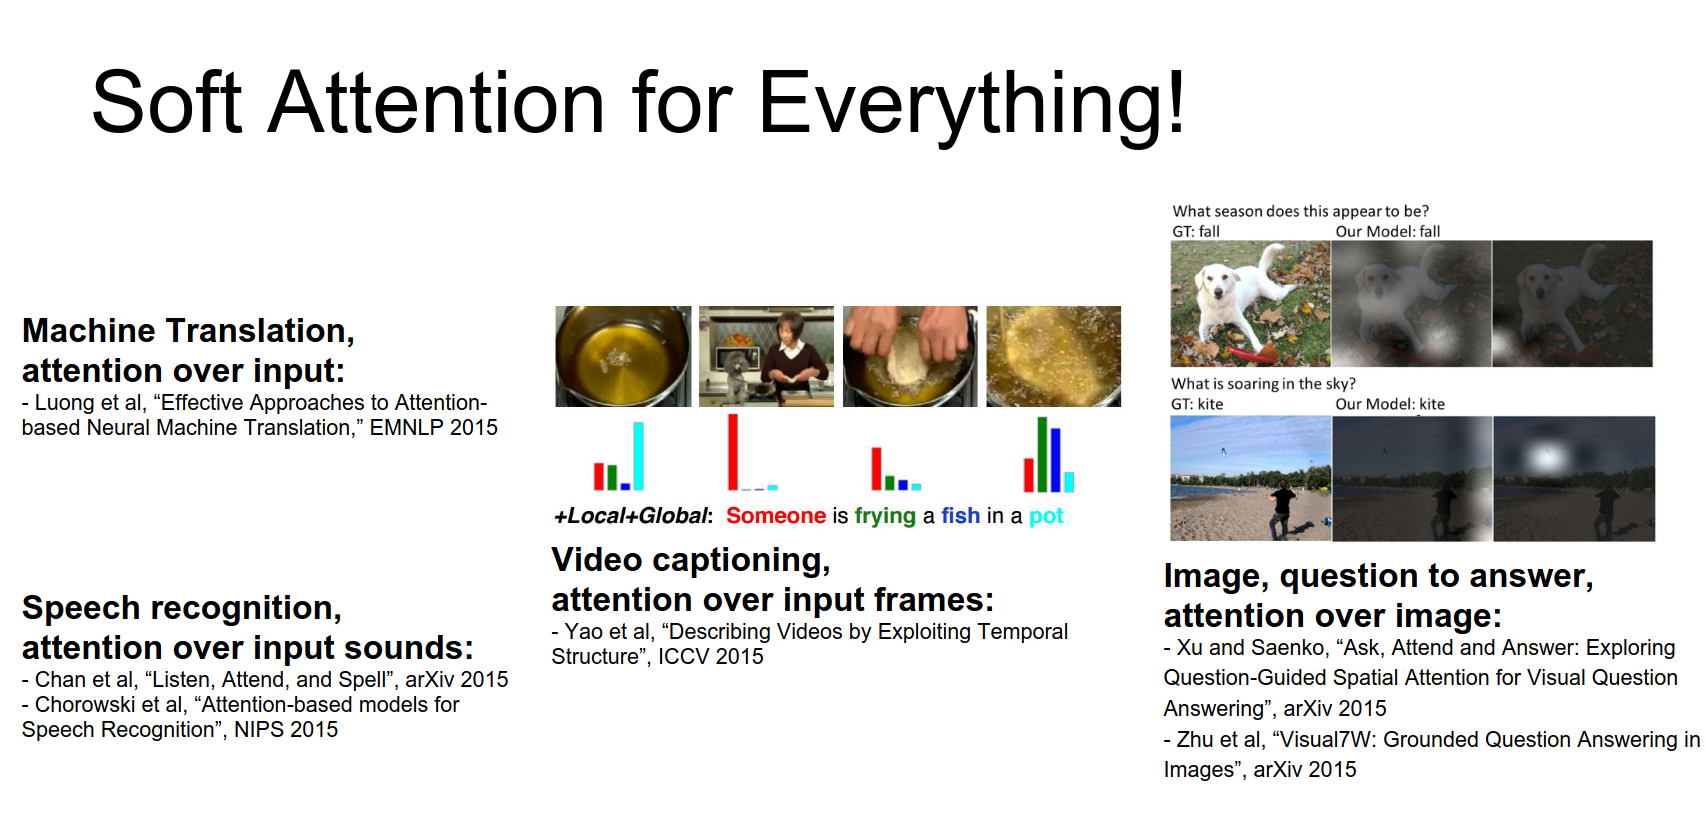 Soft Attention for Everything!
Machine Translation,
attention over input:
- Luong et al, “Effective Approaches to Attention-
based Neural Machine Translation,” EMNLP 2015
Speech recognition,
attention over input sounds:
- Chan et al, “Listen, Attend, and Spell”, arXiv 2015
- Chorowski et al, “Attention-based models for
Speech Recognition”, NIPS 2015
+Local+Global: Someone is frying a fish in a pot
Video captioning,
attention over input frames:
- Yao et al, “Describing Videos by Exploiting Temporal
Structure”, ICCV 2015
What season does this appear to be?
GT: fall Our Model: fall
What is soaring in the sky?
GT: kite Our Model: kite
Image, question to answer,
attention over image:
- Xu and Saenko, “Ask, Attend and Answer: Exploring
Question-Guided Spatial Attention for Visual Question
Answering”, arXiv 2015
- Zhu et al, “Visual7W: Grounded Question Answering in
Images”, arXiv 2015